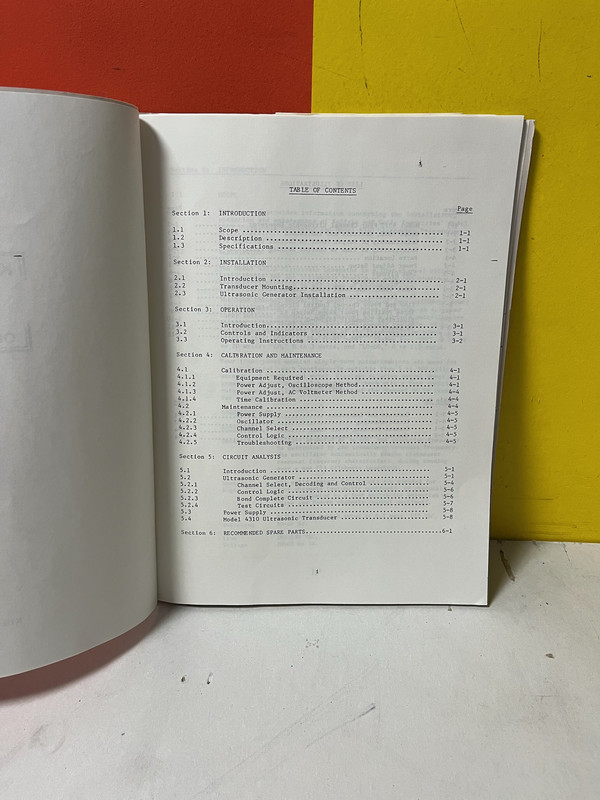 TABLE OF CONTENTS
Page
Section 1: INTRODUCTION
1.1 Scope ........ 1-1
1.2 Description ........ 1-1
1.3 Specifications ........ 1-1
Section 2: INSTALLATION
2.1 Introduction ........ 2-1
2.2 Transducer Mounting ........ 2-1
2.3 Ultrasonic Generator Installation ........ 2-1
Section 3: OPERATION
3.1 Introduction ........ 3-1
3.2 Controls and Indicators ........ 3-1
3.3 Operating Instructions ........ 3-2
Section 4: CALIBRATION AND MAINTENANCE
4.1 Calibration ........ 4-1
4.1.1 Equipment Required ........ 4-1
4.1.2 Power Adjust, Oscilloscope Method ........ 4-1
4.1.3 Power Adjust, AC Voltmeter Method ........ 4-4
4.1.4 Time Calibration ........ 4-4
4.2 Maintenance ........ 4-4
4.2.1 Power Supply ........ 4-5
4.2.2 Oscillator ........ 4-5
4.2.3 Channel Select ........ 4-5
4.2.4 Control Logic ........ 4-5
4.2.5 Troubleshooting ........ 4-5
Section 5: CIRCUIT ANALYSIS
5.1 Introduction ........ 5-1
5.2 Ultrasonic Generator ........ 5-1
5.2.1 Channel Select, Decoding and Control ........ 5-4
5.2.2 Control Logic ........ 5-6
5.2.3 Bond Complete Circuit ........ 5-6
5.2.4 Test Circuits ........ 5-7
5.3 Power Supply ........ 5-8
5.4 Model 4310 Ultrasonic Transducer ........ 5-8
Section 6: RECOMMENDED SPARE PARTS ........ 6-1